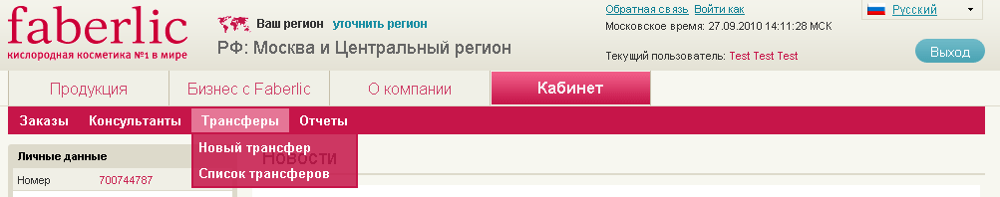 faberlic
кислородная косметика №1 в мире
Ваш регион уточнить регион
РФ: Москва и Центральный регион
Обратная связь Войти как
Московское время: 27.09.2010 14:11:28 МСК
Текущий пользователь: Test Test Test
Русский
Выход
Продукция Бизнес с Faberlic О компании Кабинет
Заказы Консультанты Трансферы Отчеты
Новый трансфер
Список трансферов
Личные данные
Номер 700744787
Новости